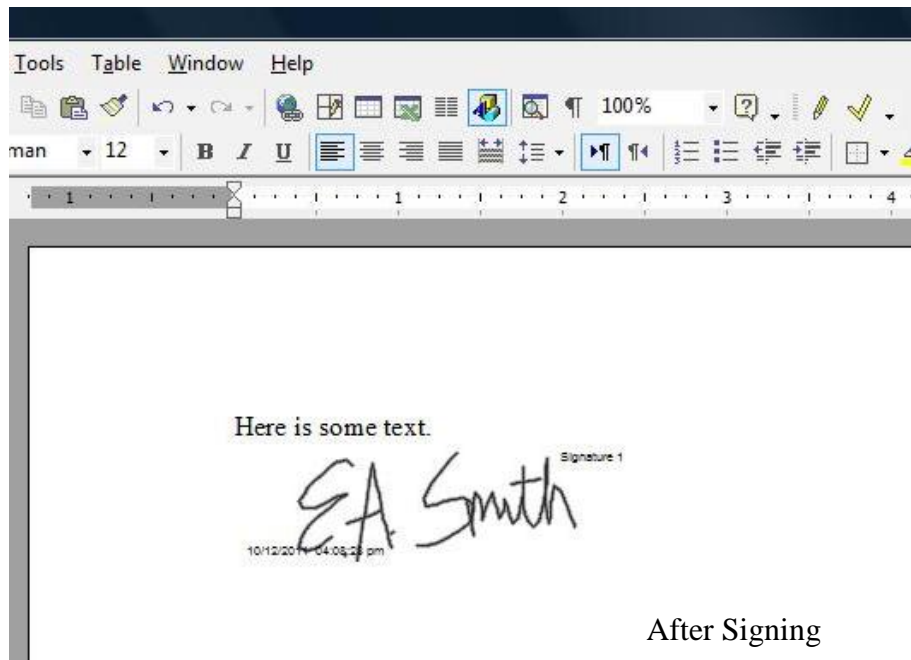 Tools Table Window Help
100%
man 12 B I U
1 1 2 3 4
Here is some text.
Signature 1
EA. Smith
10/12/2011 04:08:28 pm
After Signing